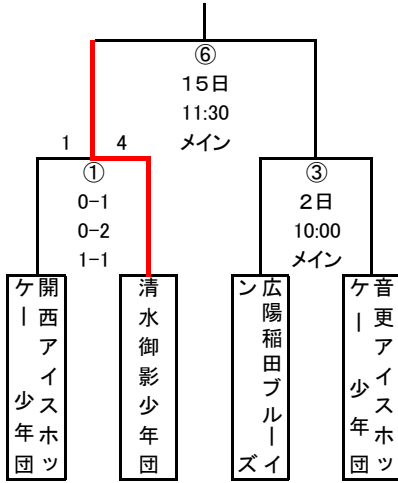 ⑥
15日
11:30
メイン
1 4
①
0-1
0-2
1-1
③
2日
10:00
メイン
開西アイスホッ
ケー 少年団
清水御影少年団
広陽稲田ブルーイ
ンズ
音更アイスホッ
ケー 少年団